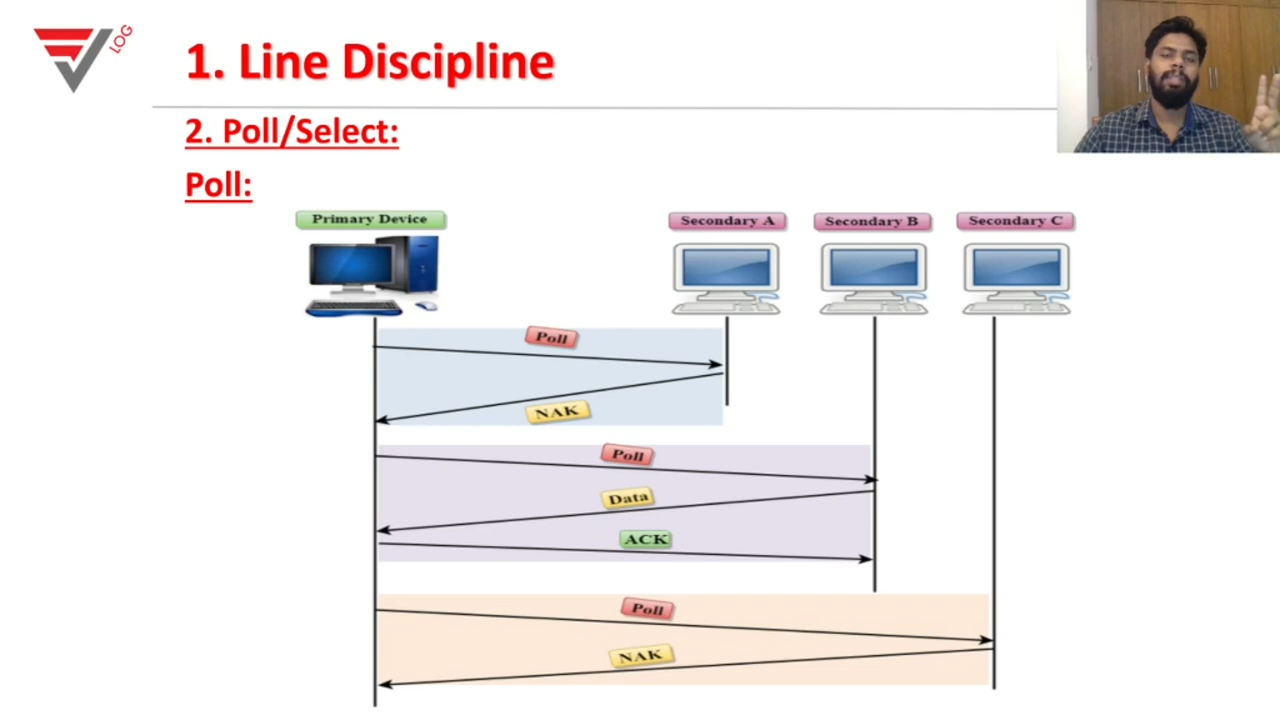 LOG
1. Line Discipline
2. Poll/Select:
Poll:
Primary Device
Secondary A
Secondary B
Secondary C
Poll
NAK
Poll
Data
ACK
Poll
NAK